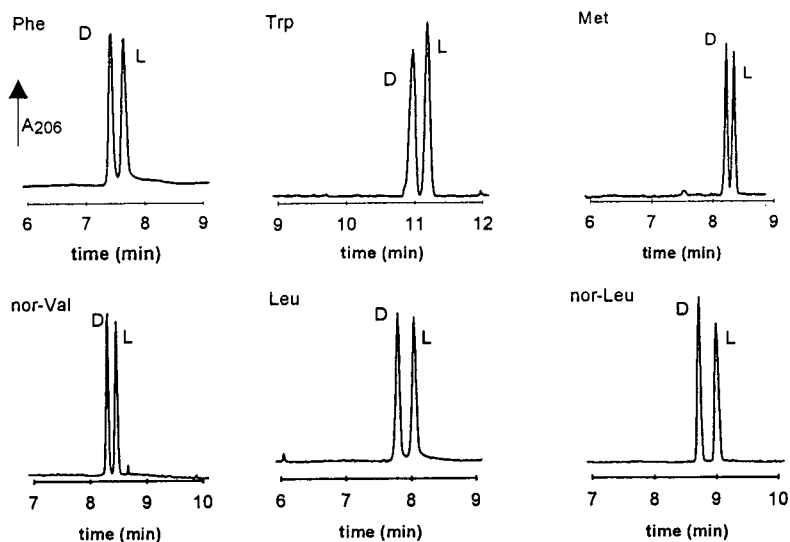 Phe
D
L
A206
6 7 8 9
time (min)
Trp
D
L
9 10 11 12
time (min)
Met
D
L
6 7 8 9
time (min)
nor-Val
D
L
7 8 9 10
time (min)
Leu
D
L
6 7 8 9
time (min)
nor-Leu
D
L
7 8 9 10
time (min)